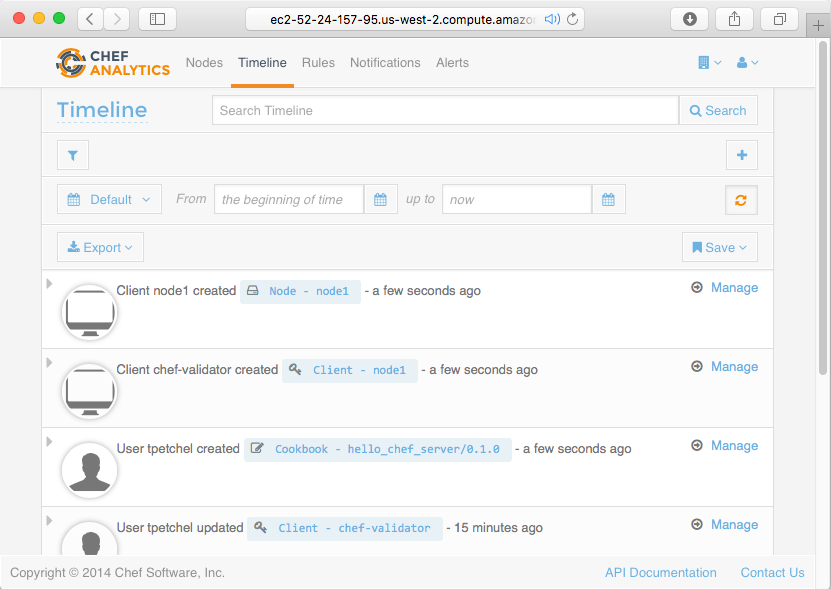 ec2-52-24-157-95.us-west-2.compute.amazo
CHEF
ANALYTICS
Nodes Timeline Rules Notifications Alerts
Timeline
Search Timeline
Search
Default
From
the beginning of time
up to
now
Export
Save
Client node1 created Node - node1 - a few seconds ago
Manage
Client chef-validator created Client - node1 - a few seconds ago
Manage
User tpetchel created Cookbook - hello_chef_server/0.1.0 - a few seconds ago
Manage
User tpetchel updated Client - chef-validator - 15 minutes ago
Manage
Copyright © 2014 Chef Software, Inc.
API Documentation Contact Us